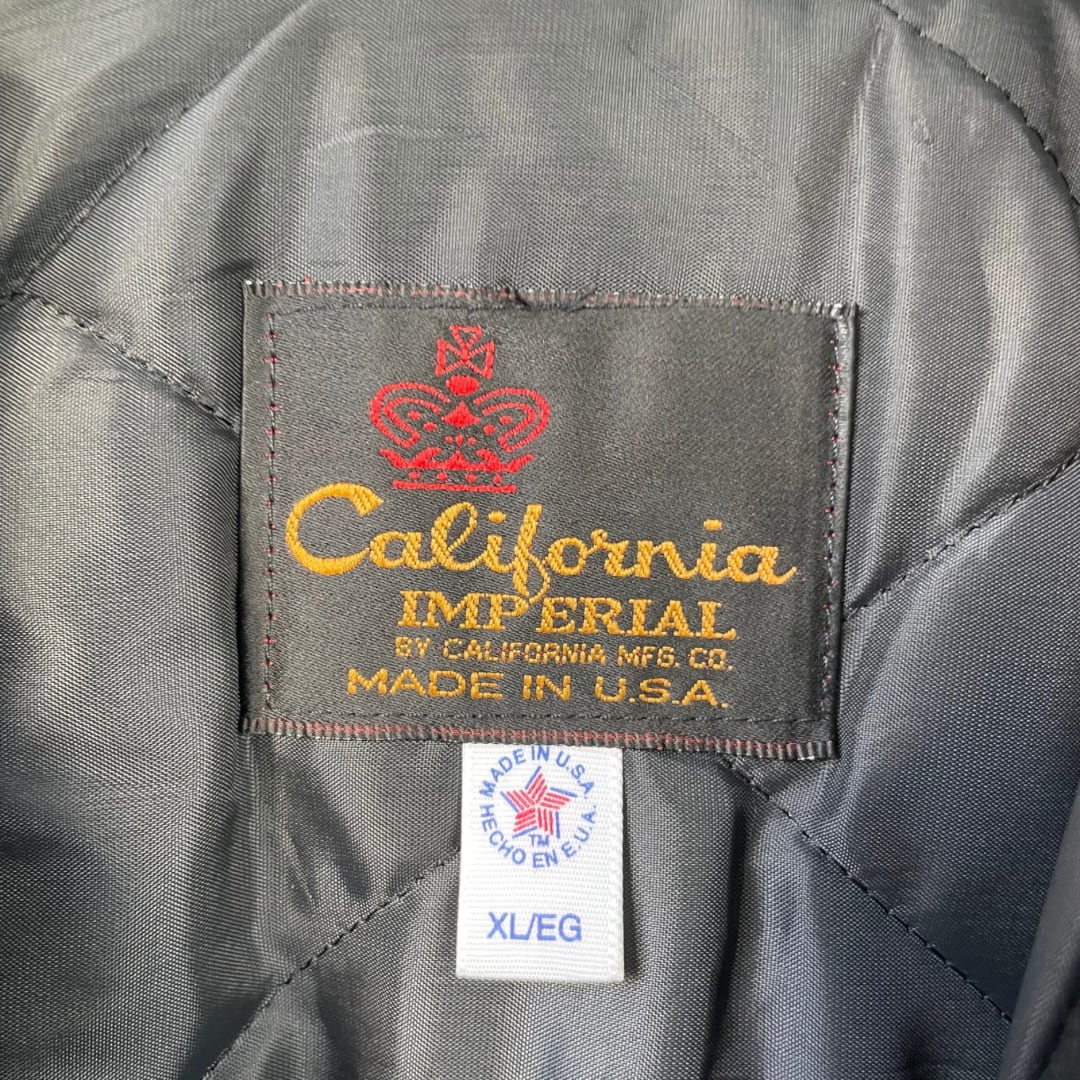 California
IMPERIAL
BY CALIFORNIA MFG. CO.
MADE IN U.S.A.
MADE IN U.S.A.
HECHO EN E.U.A.
TM
XL/EG